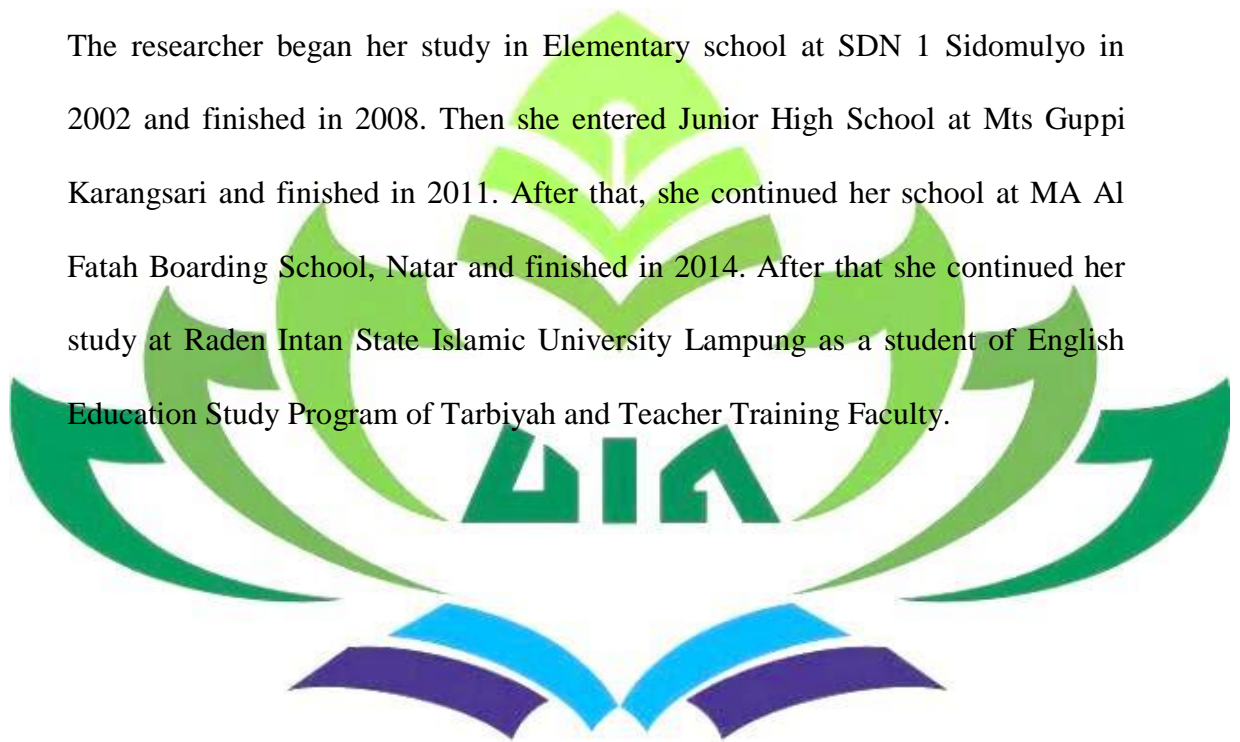 The researcher began her study in Elementary school at SDN 1 Sidomulyo in
2002 and finished in 2008. Then she entered Junior High School at Mts Guppi
Karangsari and finished in 2011. After that, she continued her school at MA Al
Fatah Boarding School, Natar and finished in 2014. After that she continued her
study at Raden Intan State Islamic University Lampung as a student of English
Education Study Program of Tarbiyah and Teacher Training Faculty.
UIN